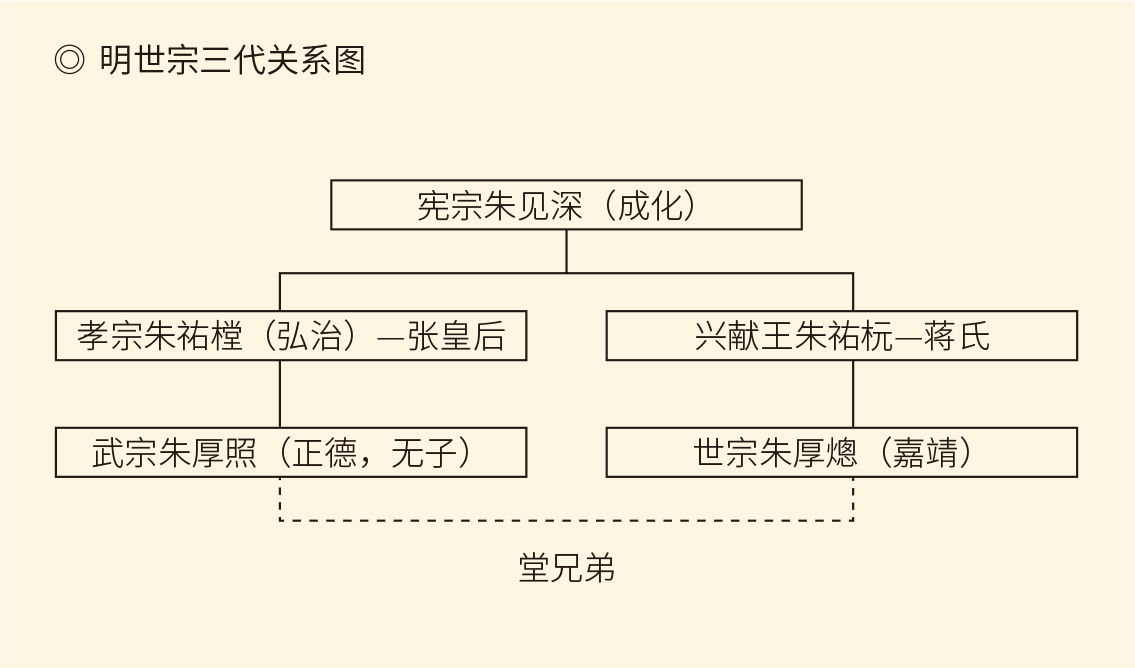 ◎ 明世宗三代关系图
宪宗朱见深（成化）
孝宗朱祐樘（弘治）—张皇后
兴献王朱祐杬—蒋氏
武宗朱厚照（正德，无子）
世宗朱厚熜（嘉靖）
堂兄弟